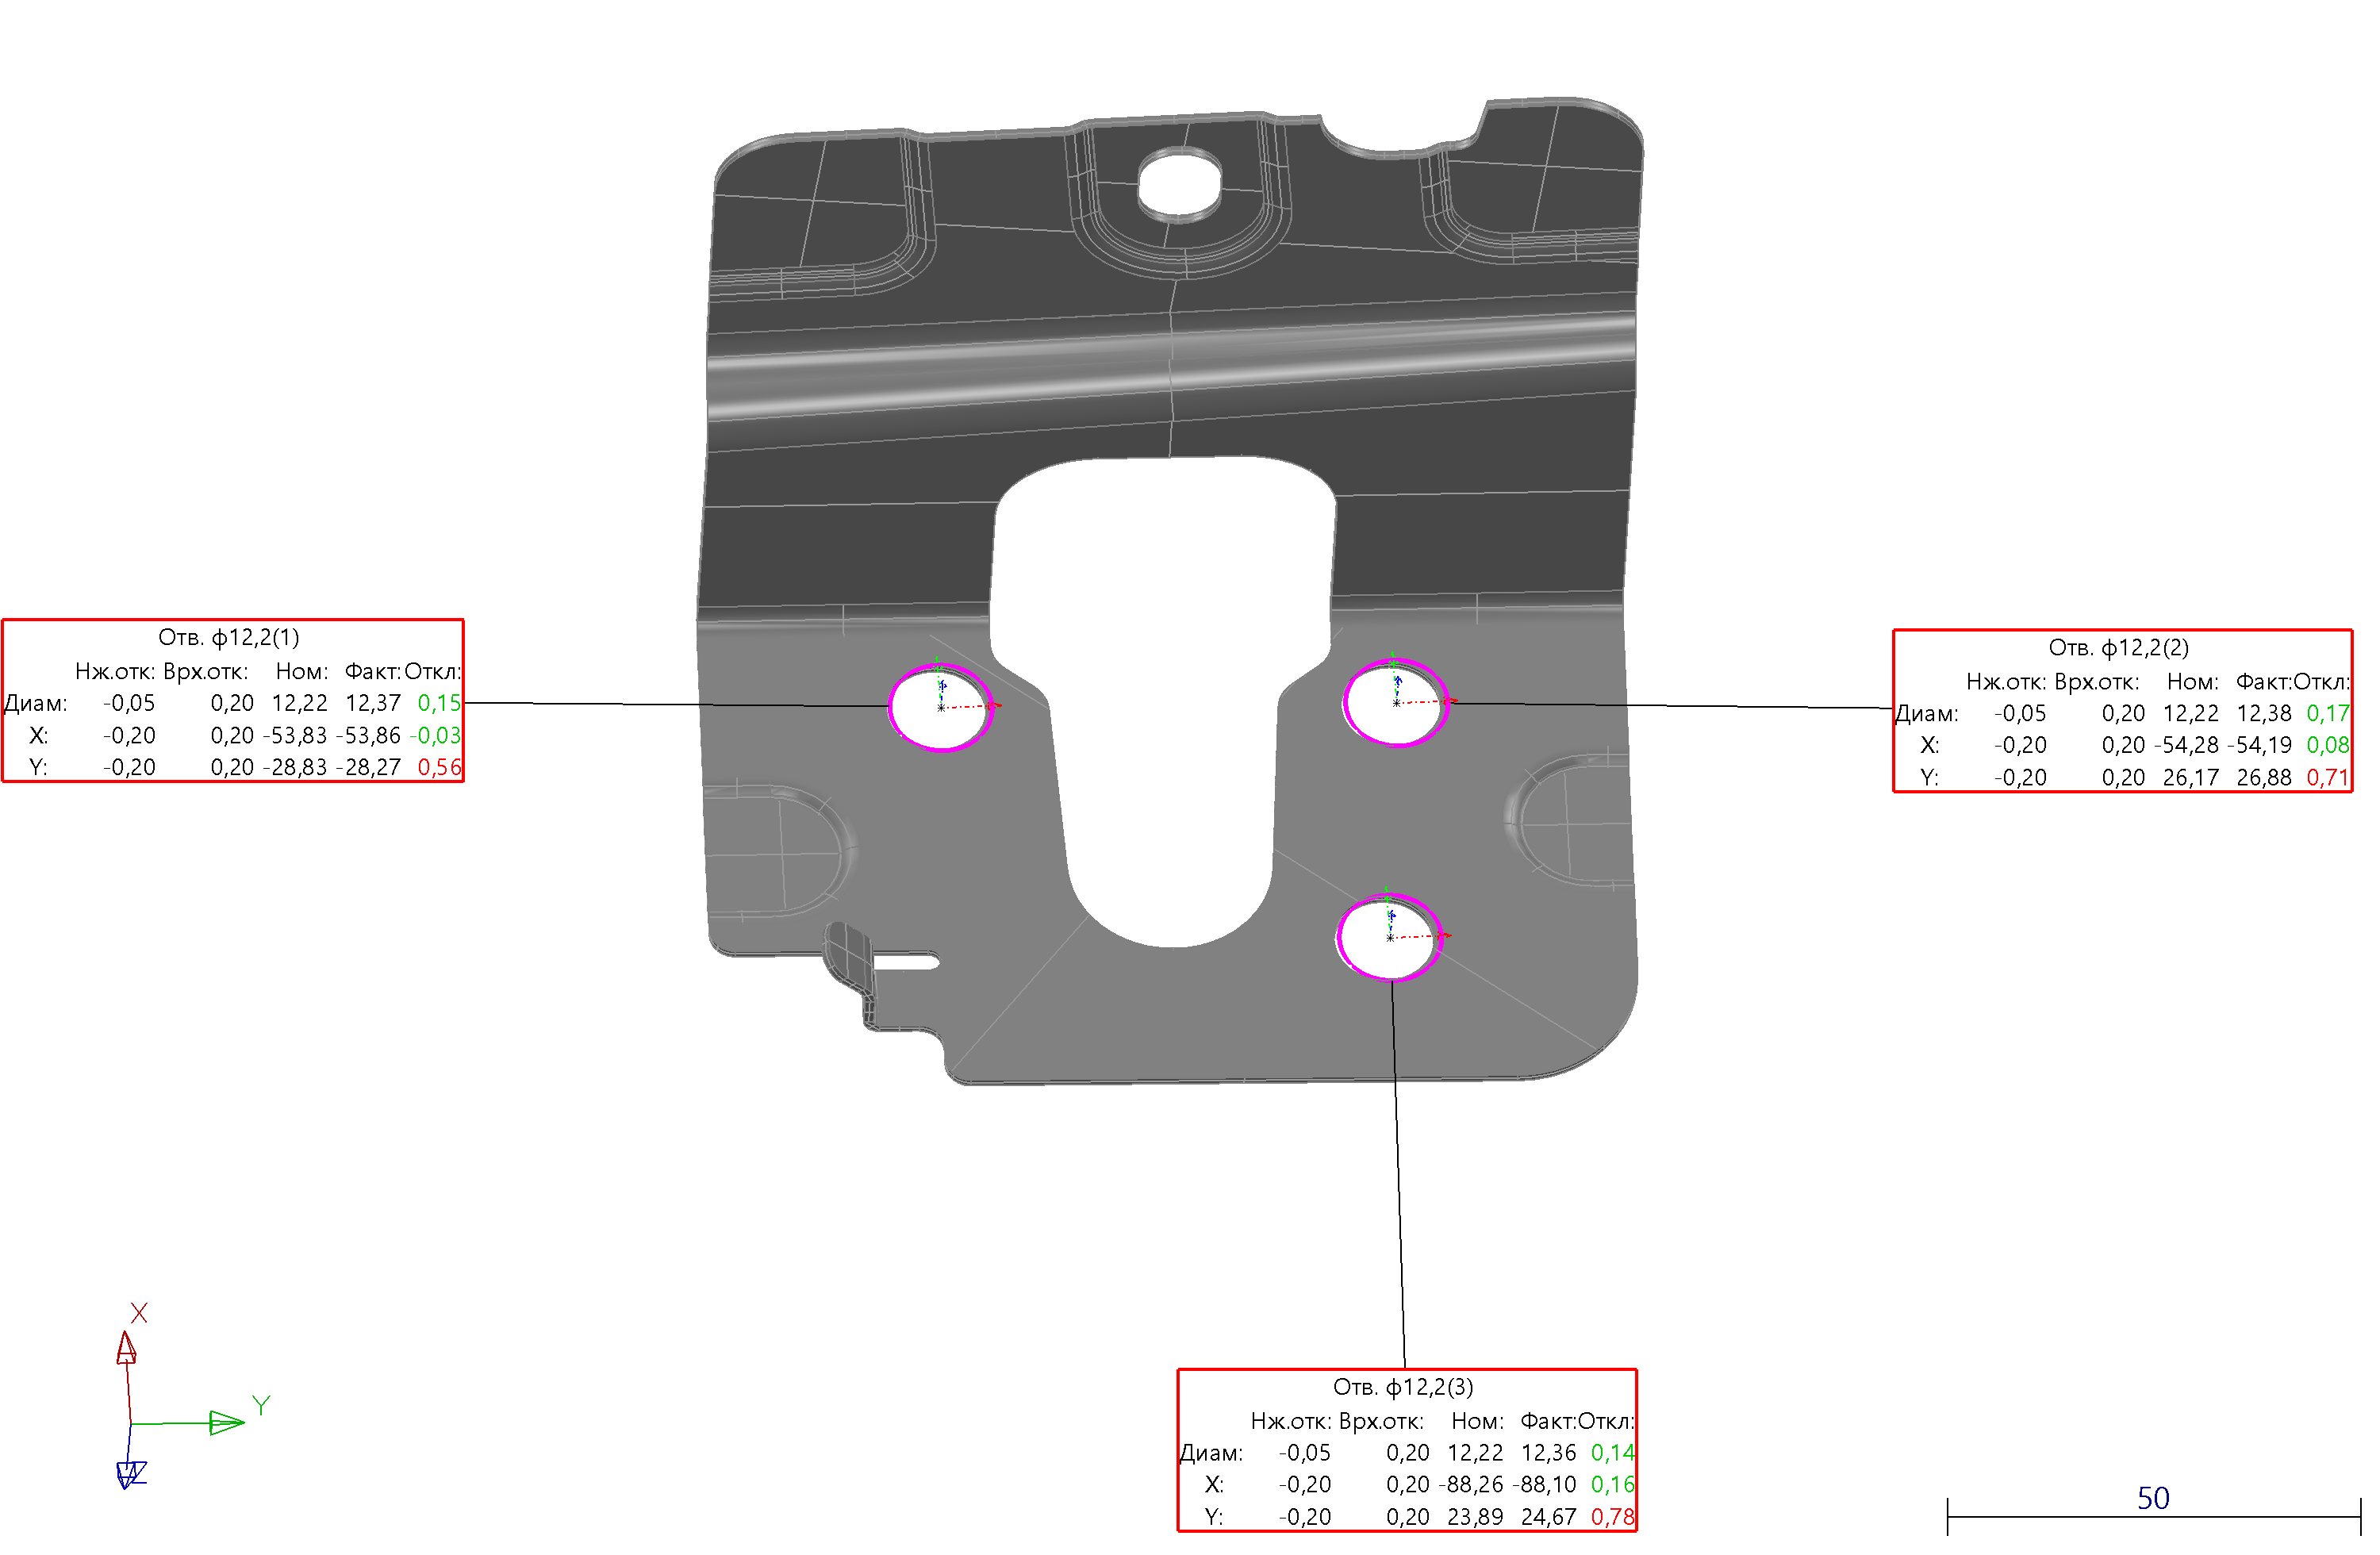 Отв. ф12,2(1)
Нж.отк: Врх.отк: Ном: Факт: Откл:
Диам: -0,05 0,20 12,22 12,37 0,15
X: -0,20 0,20 -53,83 -53,86 -0,03
Y: -0,20 0,20 -28,83 -28,27 0,56
Отв. ф12,2(2)
Нж.отк: Врх.отк: Ном: Факт: Откл:
Диам: -0,05 0,20 12,22 12,38 0,17
X: -0,20 0,20 -54,28 -54,19 0,08
Y: -0,20 0,20 26,17 26,88 0,71
Отв. ф12,2(3)
Нж.отк: Врх.отк: Ном: Факт: Откл:
Диам: -0,05 0,20 12,22 12,36 0,14
X: -0,20 0,20 -88,26 -88,10 0,16
Y: -0,20 0,20 23,89 24,67 0,78
X
Y
Z
50